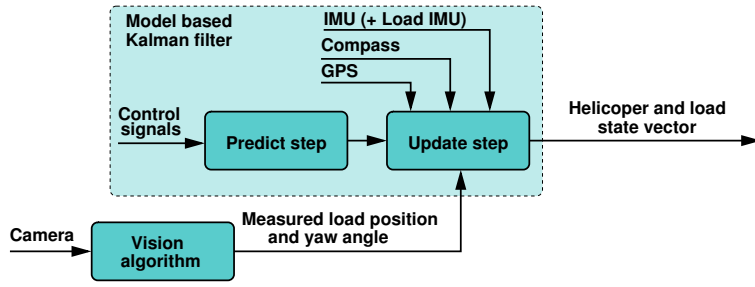 Model based
Kalman filter
IMU (+ Load IMU)
Compass
GPS
Control
signals
Predict step
Update step
Helicoper and load
state vector
Camera
Vision
algorithm
Measured load position
and yaw angle